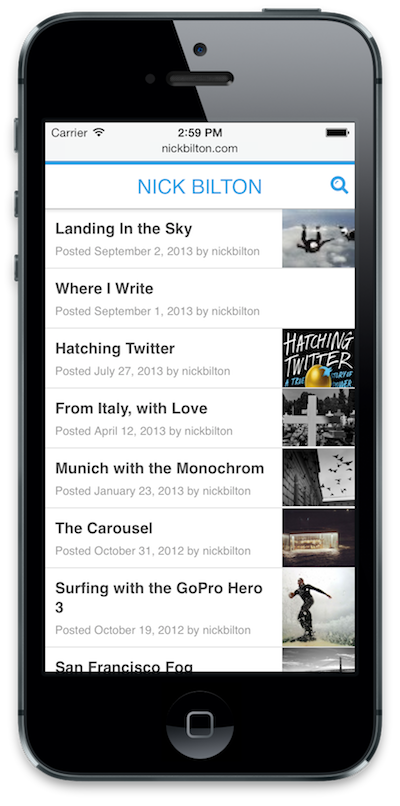 Carrier 2:59 PM
nickbilton.com
NICK BILTON
Landing In the Sky
Posted September 2, 2013 by nickbilton
Where I Write
Posted September 1, 2013 by nickbilton
Hatching Twitter
Posted July 27, 2013 by nickbilton
HATCHING
TWITTER
A TRUE STORY OF
From Italy, with Love
Posted April 12, 2013 by nickbilton
Munich with the Monochrom
Posted January 23, 2013 by nickbilton
The Carousel
Posted October 31, 2012 by nickbilton
Surfing with the GoPro Hero
3
Posted October 19, 2012 by nickbilton
San Francisco Fog